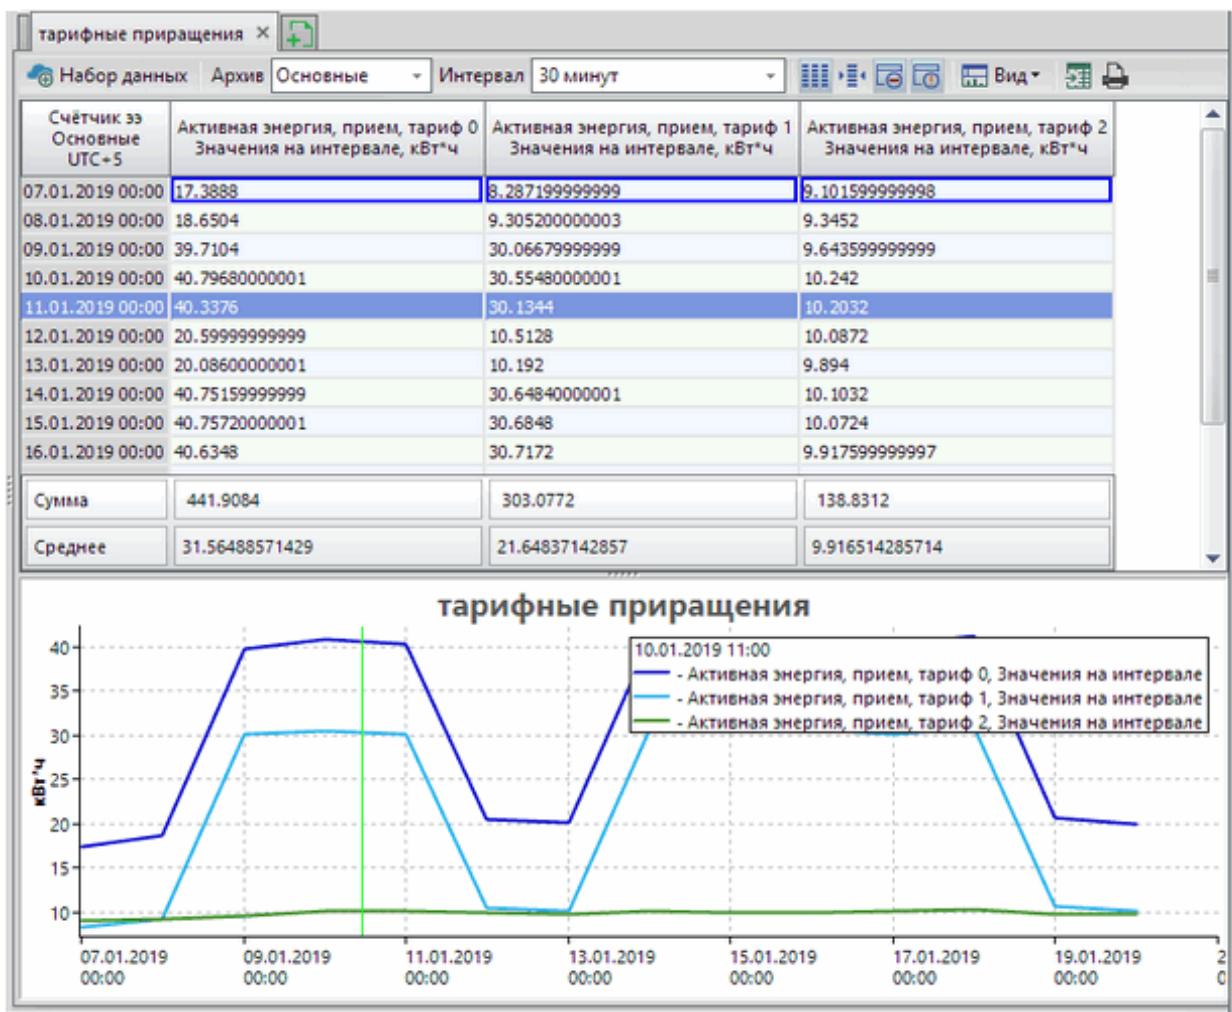 тарифные приращения
Набор данных Архив Основные Интервал 30 минут Вид
Счётчик ээ
Основные
UTC+5
Активная энергия, прием, тариф 0
Значения на интервале, кВт*ч
Активная энергия, прием, тариф 1
Значения на интервале, кВт*ч
Активная энергия, прием, тариф 2
Значения на интервале, кВт*ч
07.01.2019 00:00 17.3888 8.287199999999 9.101599999998
08.01.2019 00:00 18.6504 9.305200000003 9.3452
09.01.2019 00:00 39.7104 30.06679999999 9.643599999999
10.01.2019 00:00 40.79680000001 30.55480000001 10.242
11.01.2019 00:00 40.3376 30.1344 10.2032
12.01.2019 00:00 20.59999999999 10.5128 10.0872
13.01.2019 00:00 20.08600000001 10.192 9.894
14.01.2019 00:00 40.75159999999 30.64840000001 10.1032
15.01.2019 00:00 40.75720000001 30.6848 10.0724
16.01.2019 00:00 40.6348 30.7172 9.917599999997
Сумма 441.9084 303.0772 138.8312
Среднее 31.56488571429 21.64837142857 9.916514285714
тарифные приращения
10.01.2019 11:00
- Активная энергия, прием, тариф 0, Значения на интервале
- Активная энергия, прием, тариф 1, Значения на интервале
- Активная энергия, прием, тариф 2, Значения на интервале
кВт*ч
40
35
30
25
20
15
10
07.01.2019 09.01.2019 11.01.2019 13.01.2019 15.01.2019 17.01.2019 19.01.2019 2
00:00 00:00 00:00 00:00 00:00 00:00 00:00 0